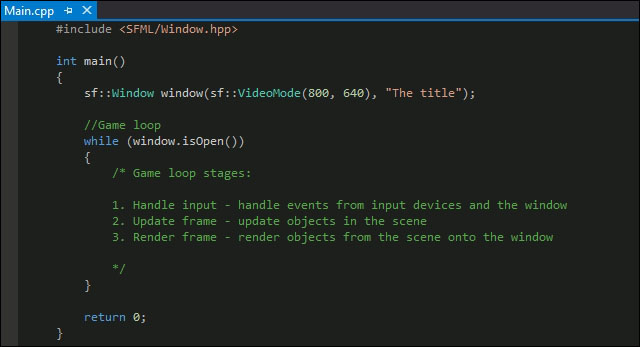 Main.cpp
#include <SFML/Window.hpp>
int main()
{
sf::Window window(sf::VideoMode(800, 640), "The title");
//Game loop
while (window.isOpen())
{
/* Game loop stages:
1. Handle input - handle events from input devices and the window
2. Update frame - update objects in the scene
3. Render frame - render objects from the scene onto the window
*/
}
return 0;
}